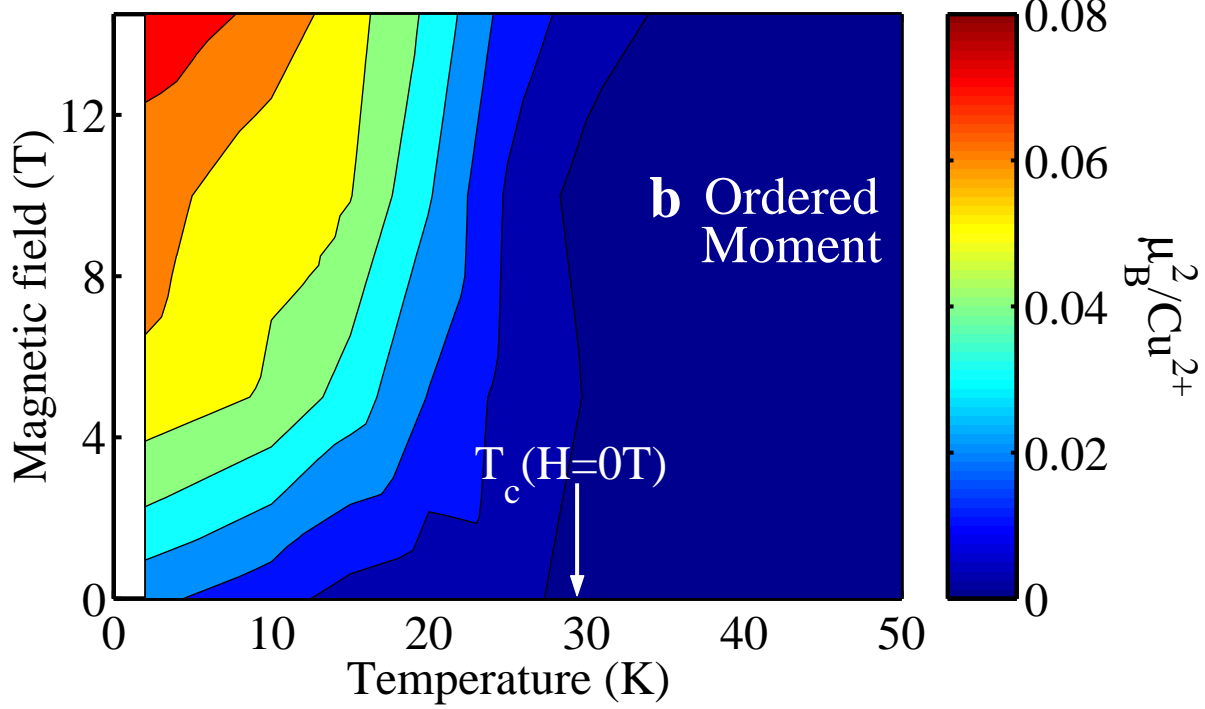 Magnetic field (T)
12
8
4
0
0 10 20 30 40 50
Temperature (K)
b Ordered
Moment
T_c(H=0T)
0.08
0.06
0.04
0.02
0
μ_B^2/Cu^{2+}